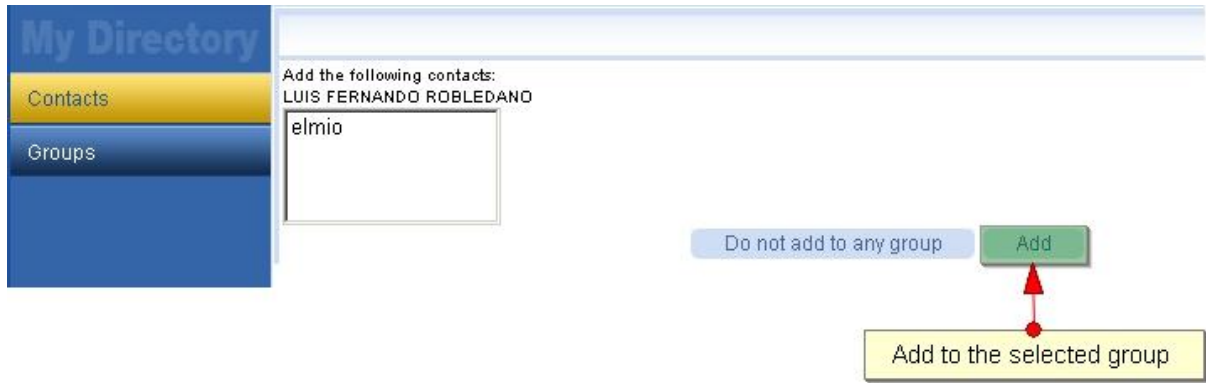 My Directory
Contacts
Groups
Add the following contacts:
LUIS FERNANDO ROBLEDANO
elmio
Do not add to any group
Add
Add to the selected group